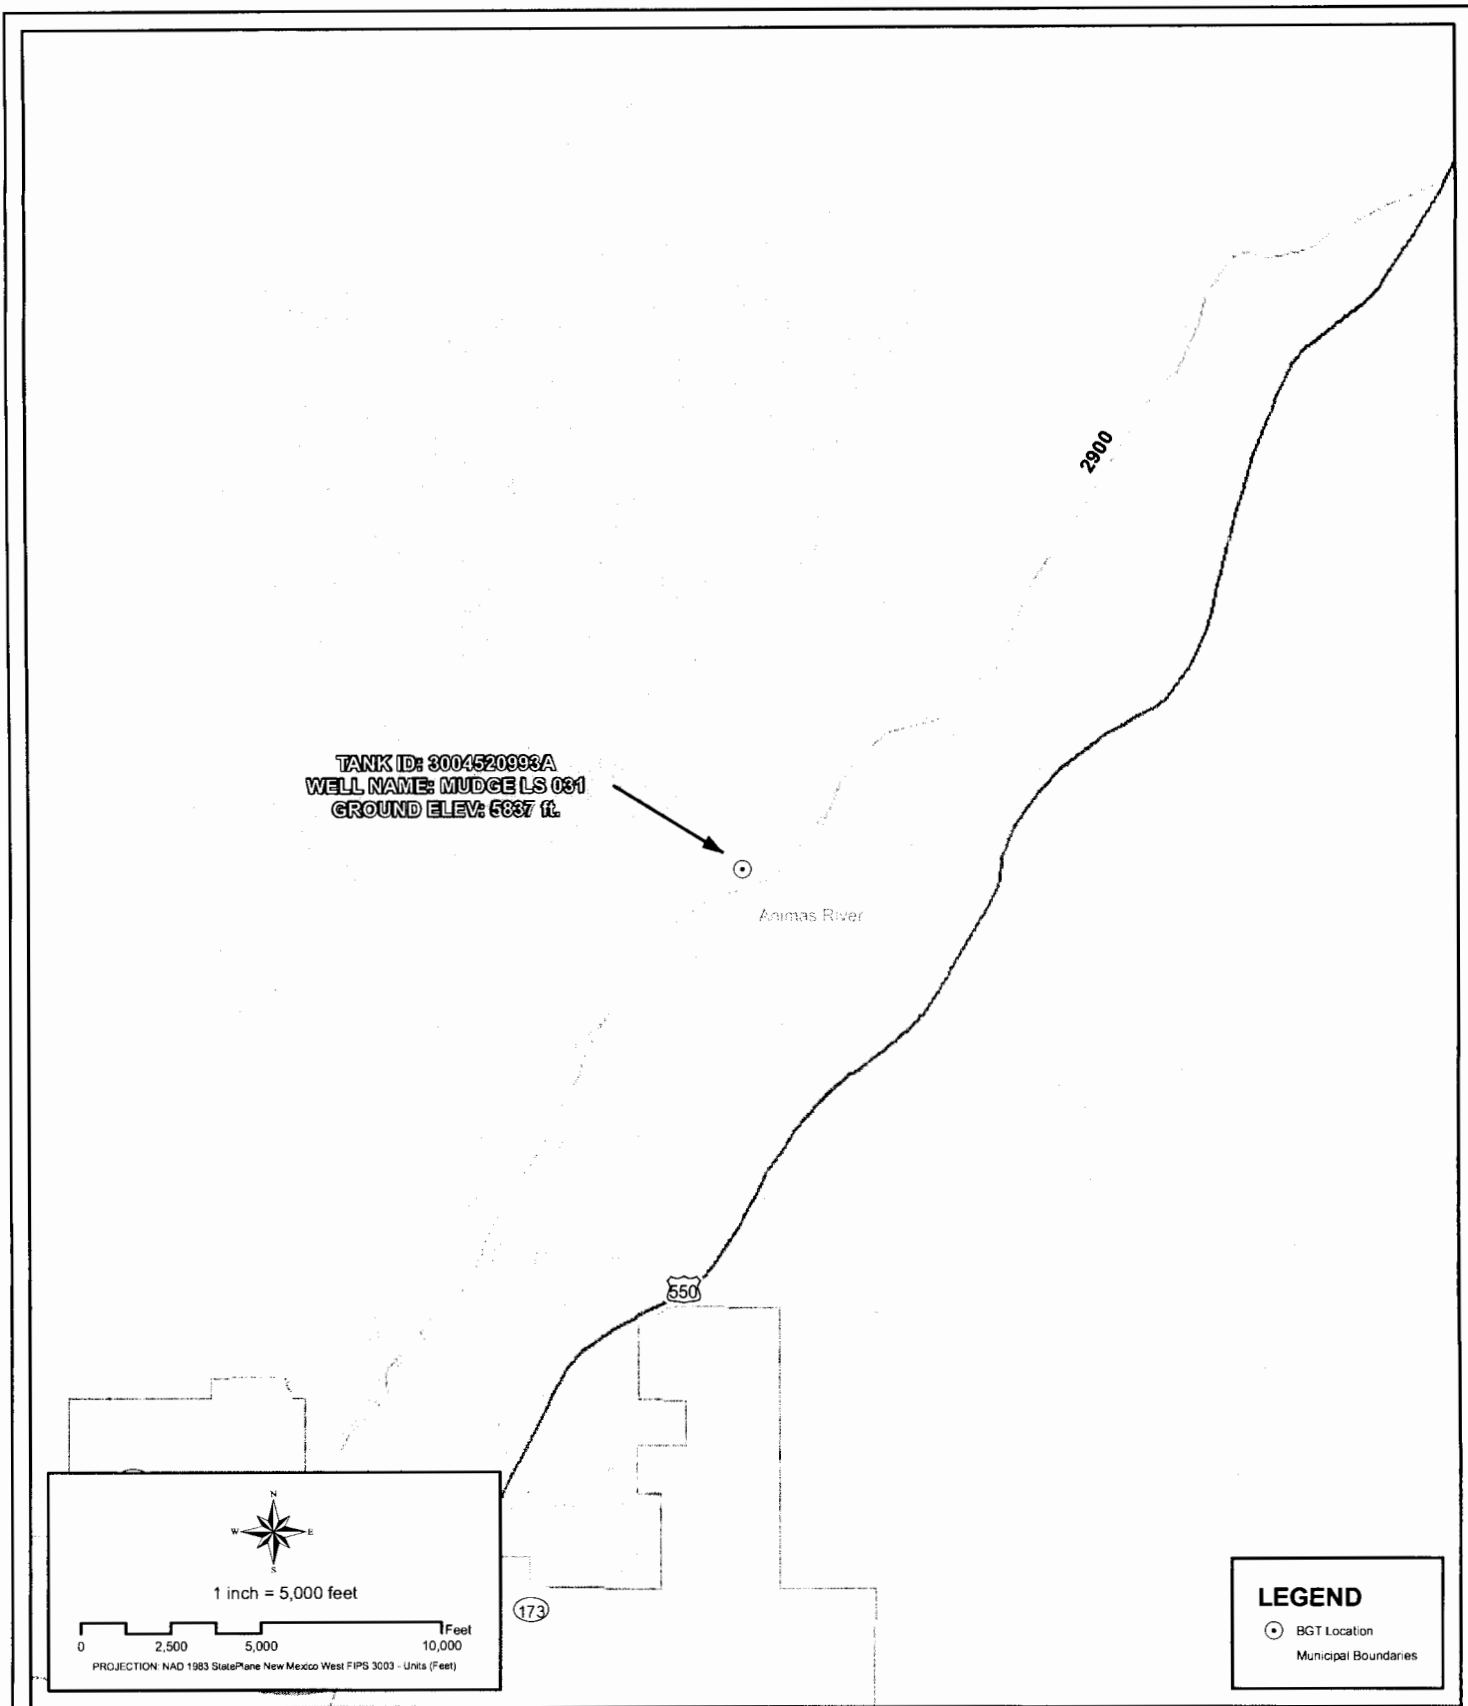 2900
TANK ID: 3004520993A
WELL NAME: MUDGE LS 031
GROUND ELEV: 5837 ft.
Animas River
550
N
W E
S
1 inch = 5,000 feet
Feet
0 2,500 5,000 10,000
PROJECTION: NAD 1983 StatePlane New Mexico West FIPS 3003 - Units (Feet)
173
LEGEND
BGT Location
Municipal Boundaries